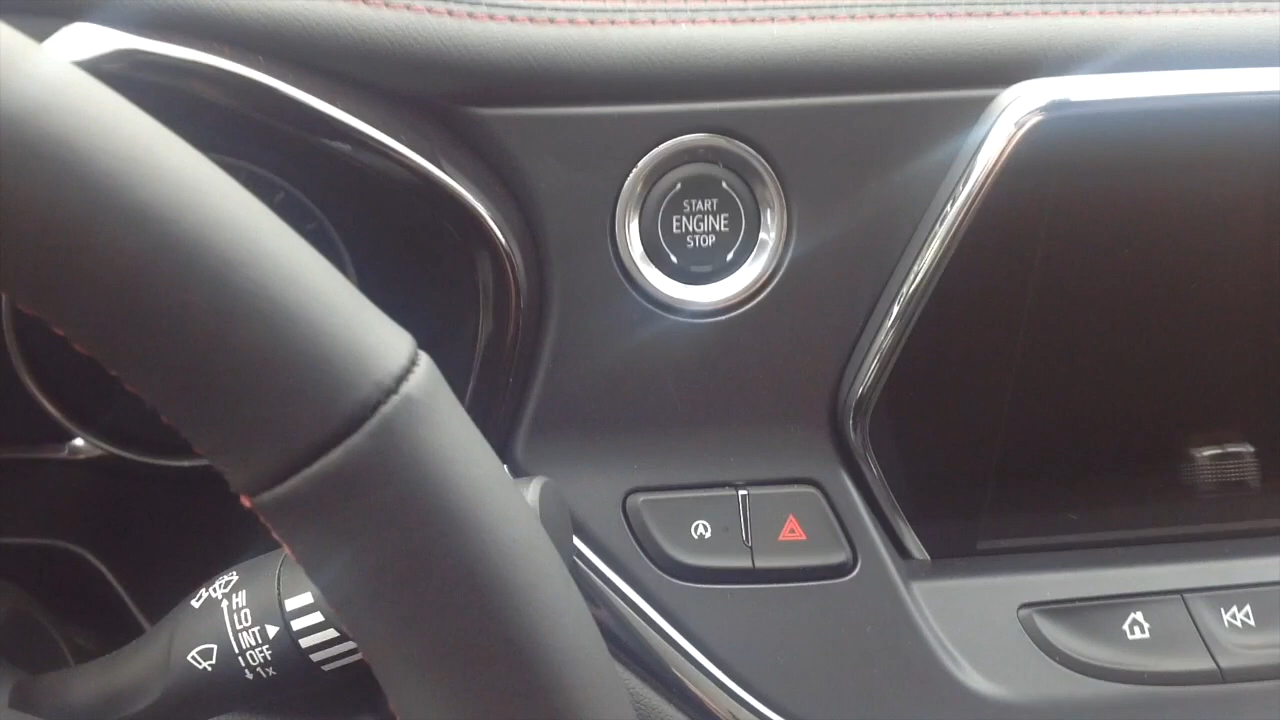 START
ENGINE
STOP
A
HI
LO
INT
OFF
1x